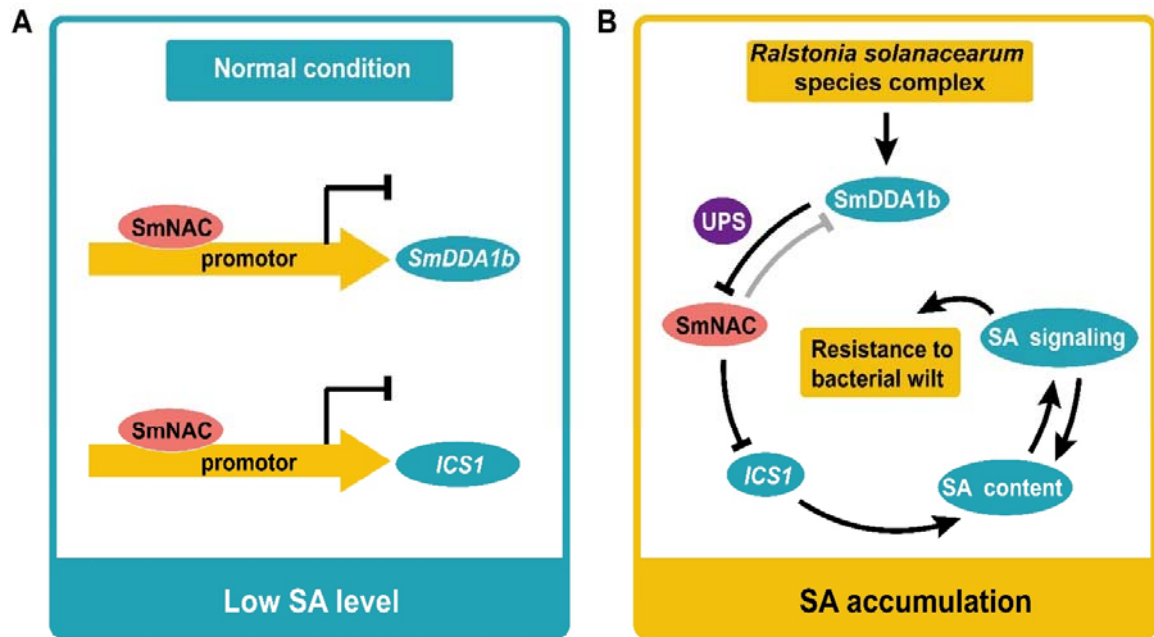 A
Normal condition
SmNAC
promotor
SmDDA1b
SmNAC
promotor
ICS1
Low SA level
B
Ralstonia solanacearum
species complex
SmDDA1b
UPS
SmNAC
SA signaling
Resistance to
bacterial wilt
ICS1
SA content
SA accumulation